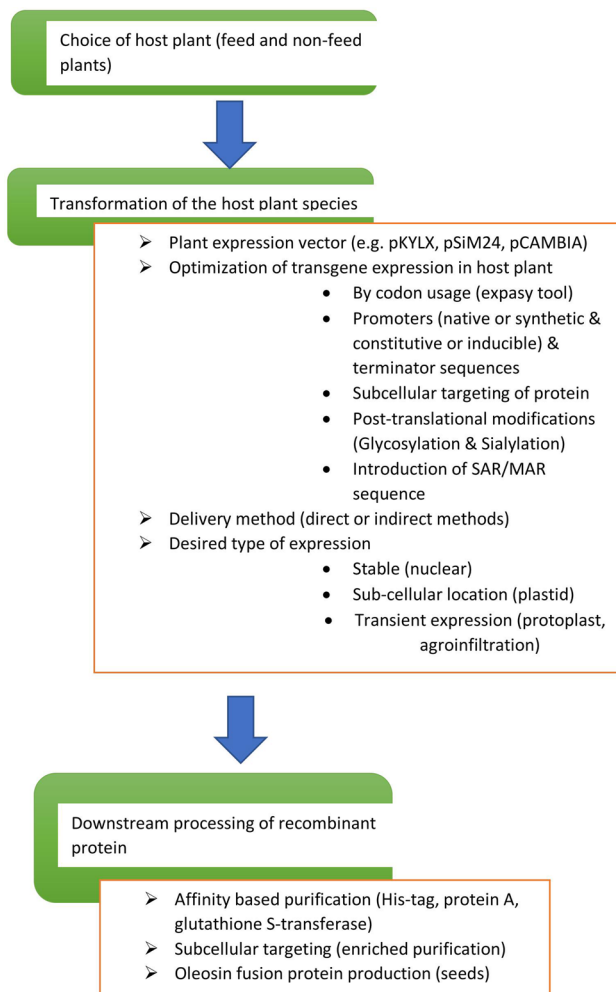 Choice of host plant (feed and non-feed
plants)
Transformation of the host plant species
➢ Plant expression vector (e.g. pKYLX, pSiM24, pCAMBIA)
➢ Optimization of transgene expression in host plant
• By codon usage (expasy tool)
• Promoters (native or synthetic &
constitutive or inducible) &
terminator sequences
• Subcellular targeting of protein
• Post-translational modifications
(Glycosylation & Sialylation)
• Introduction of SAR/MAR
sequence
➢ Delivery method (direct or indirect methods)
➢ Desired type of expression
• Stable (nuclear)
• Sub-cellular location (plastid)
• Transient expression (protoplast,
agroinfiltration)
Downstream processing of recombinant
protein
➢ Affinity based purification (His-tag, protein A,
glutathione S-transferase)
➢ Subcellular targeting (enriched purification)
➢ Oleosin fusion protein production (seeds)